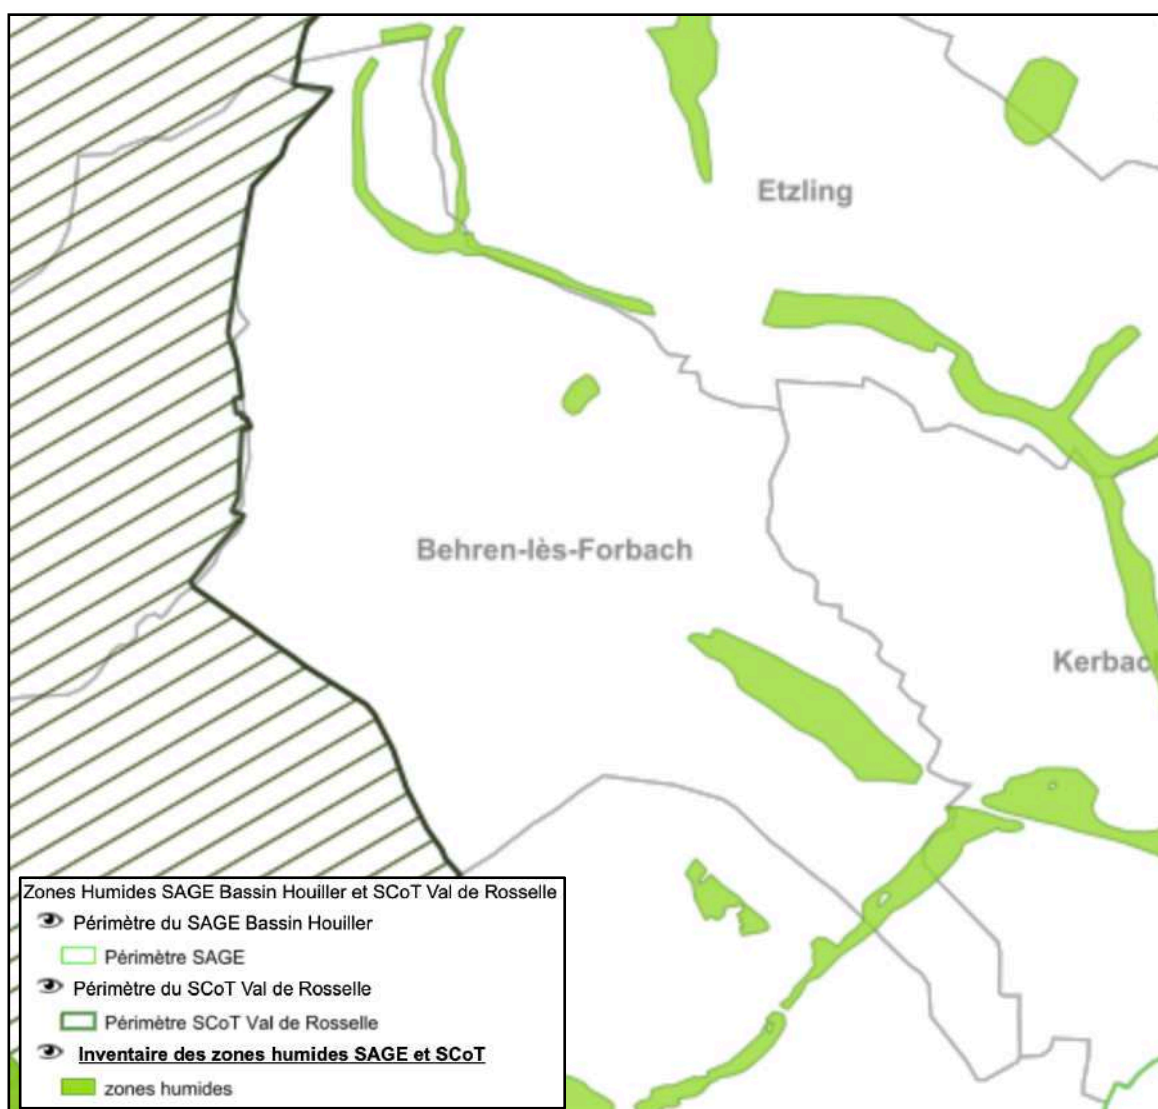 Etzling
Behren-lès-Forbach
Kerbach
Zones Humides SAGE Bassin Houiller et SCoT Val de Rosselle
Périmètre du SAGE Bassin Houiller
Périmètre SAGE
Périmètre du SCoT Val de Rosselle
Périmètre SCoT Val de Rosselle
Inventaire des zones humides SAGE et SCoT
zones humides